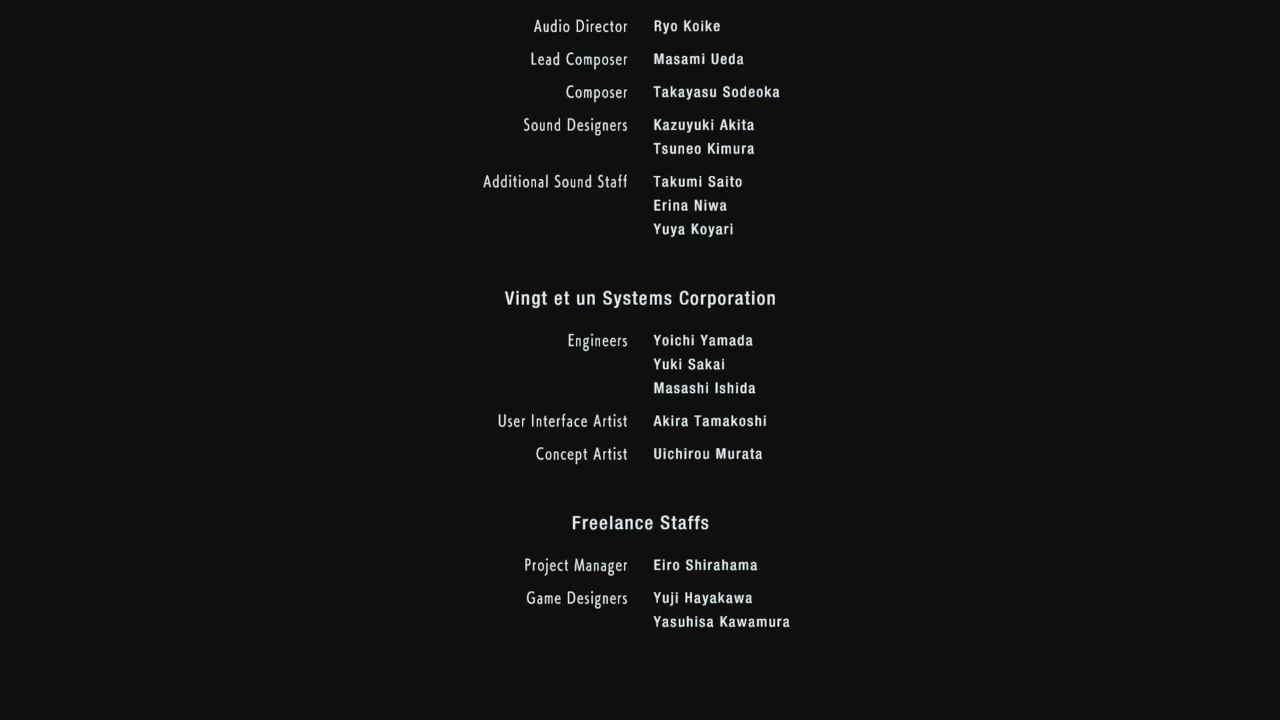 Audio Director Ryo Koike
Lead Composer Masami Ueda
Composer Takayasu Sodeoka
Sound Designers Kazuyuki Akita
Tsuneo Kimura
Additional Sound Staff Takumi Saito
Erina Niwa
Yuya Koyari
Vingt et un Systems Corporation
Engineers Yoichi Yamada
Yuki Sakai
Masashi Ishida
User Interface Artist Akira Tamakoshi
Concept Artist Uichirou Murata
Freelance Staffs
Project Manager Eiro Shirahama
Game Designers Yuji Hayakawa
Yasuhisa Kawamura